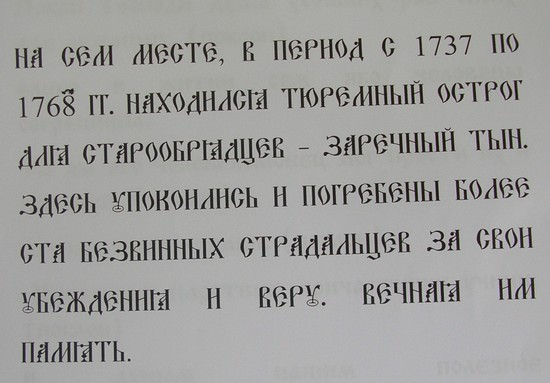 НА СЕМ МЕСТЕ, В ПЕРИОД С 1737 ПО
1768 ГГ. НАХОДИЛСЯ ТЮРЕМНЫЙ ОСТРОГ
ДЛЯ СТАРООБРЯДЦЕВ – ЗАРЕЧНЫЙ ТЫН.
ЗДЕСЬ УПОКОИЛИСЬ И ПОГРЕБЕНЫ БОЛЕЕ
СТА БЕЗВИННЫХ СТРАДАЛЬЦЕВ ЗА СВОИ
УБЕЖДЕНИЯ И ВЕРУ. ВЕЧНАЯ ИМ
ПАМЯТЬ.